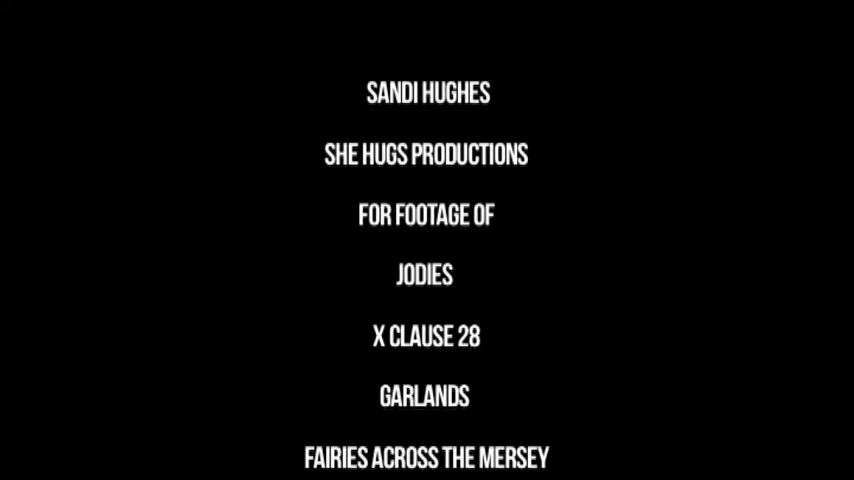 SANDI HUGHES
SHE HUGS PRODUCTIONS
FOR FOOTAGE OF
JODIES
X CLAUSE 28
GARLANDS
FAIRIES ACROSS THE MERSEY